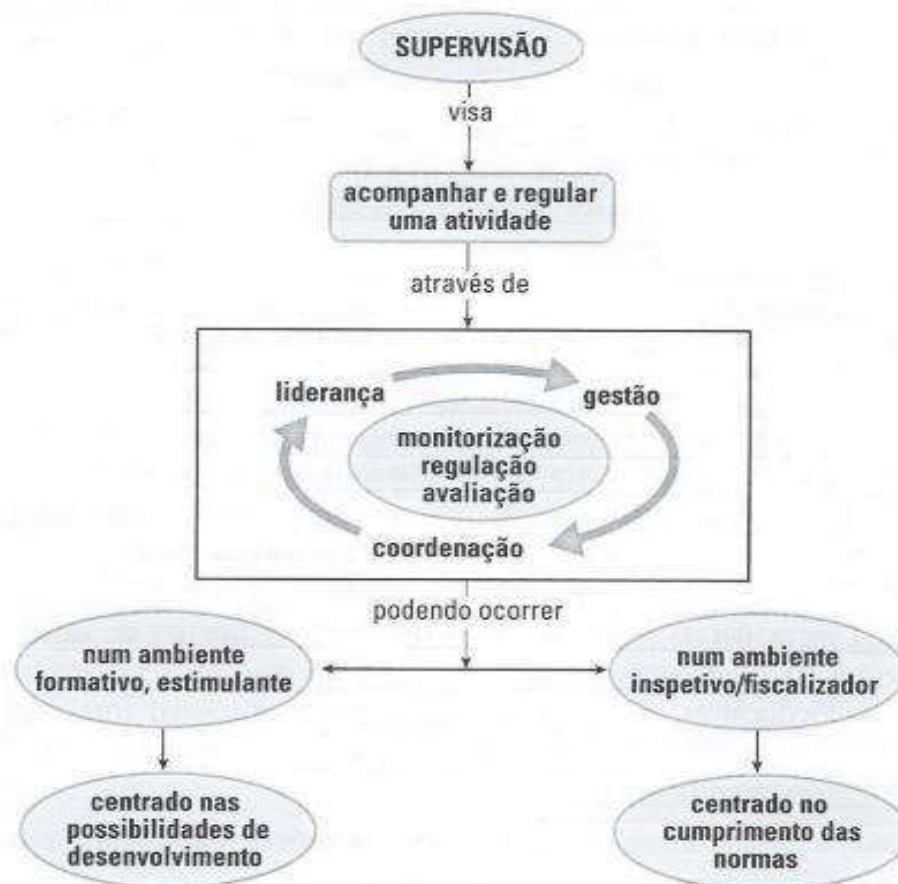 SUPERVISÃO
visa
acompanhar e regular
uma atividade
através de
liderança
gestão
monitorização
regulação
avaliação
coordenação
podendo ocorrer
num ambiente
formativo, estimulante
num ambiente
inspetivo/fiscalizador
centrado nas
possibilidades de
desenvolvimento
centrado no
cumprimento das
normas